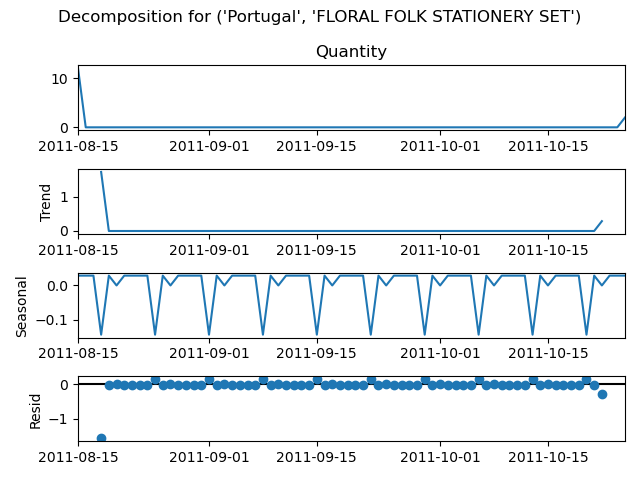 Decomposition for ('Portugal', 'FLORAL FOLK STATIONERY SET')
Quantity
10
0
2011-08-15 2011-09-01 2011-09-15 2011-10-01 2011-10-15
Trend
1
0
2011-08-15 2011-09-01 2011-09-15 2011-10-01 2011-10-15
Seasonal
0.0
−0.1
2011-08-15 2011-09-01 2011-09-15 2011-10-01 2011-10-15
Resid
0
−1
2011-08-15 2011-09-01 2011-09-15 2011-10-01 2011-10-15